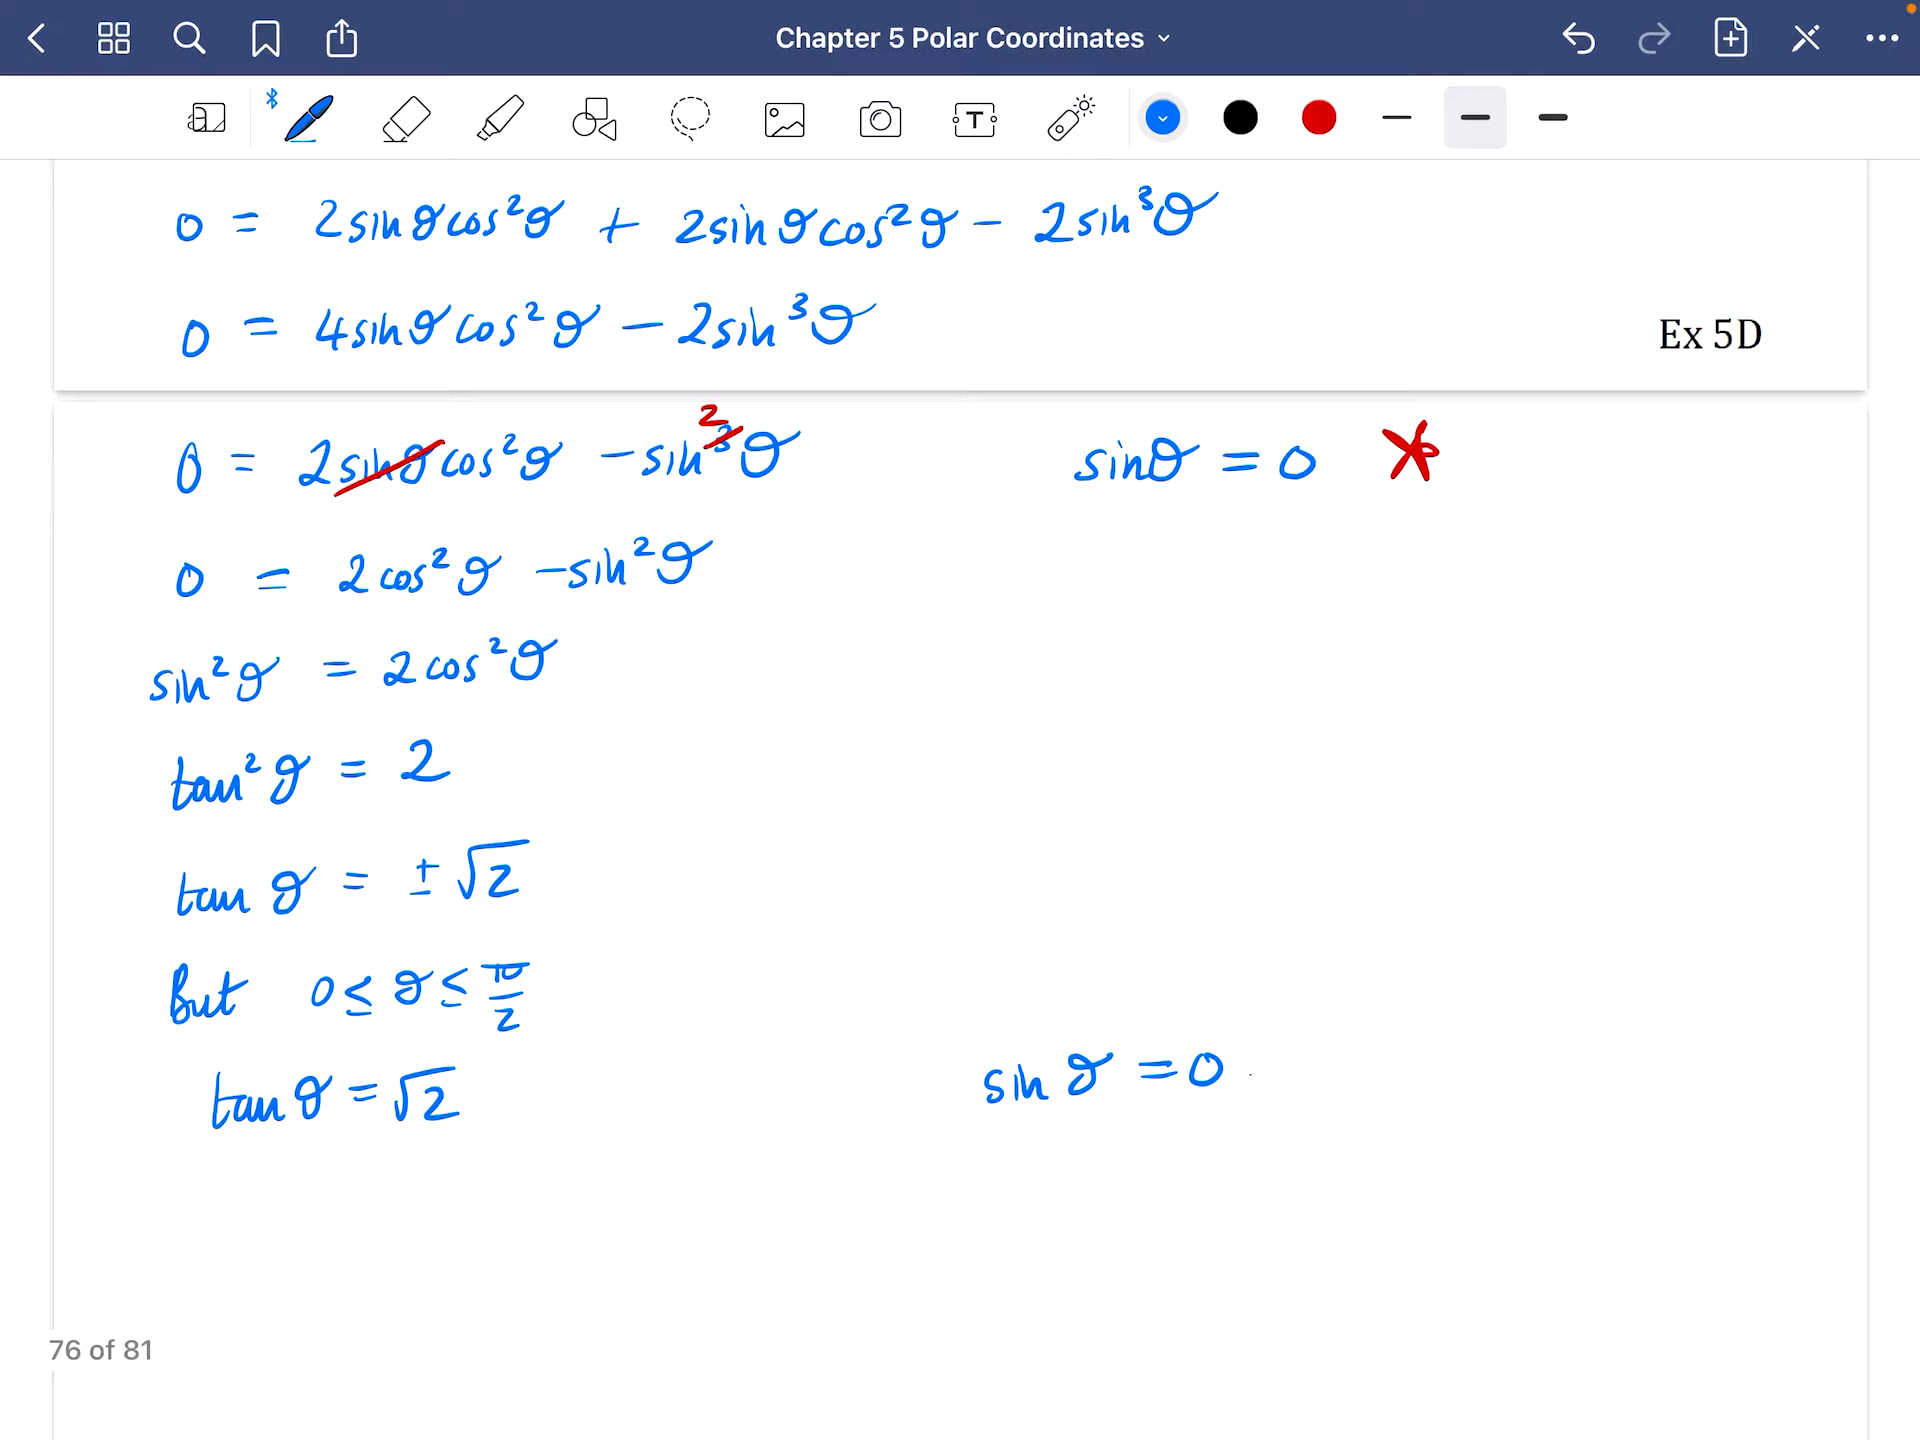 Chapter 5 Polar Coordinates
0 = 2sinθcos²θ + 2sinθcos²θ − 2sin³θ
0 = 4sinθcos²θ − 2sin³θ
Ex 5D
0 = 2sinθcos²θ − sin³θ 2 sinθ = 0
0 = 2cos²θ − sin²θ
sin²θ = 2cos²θ
tan²θ = 2
tanθ = ±√2
But 0 ≤ θ ≤ π/2
tanθ = √2 sinθ = 0
76 of 81